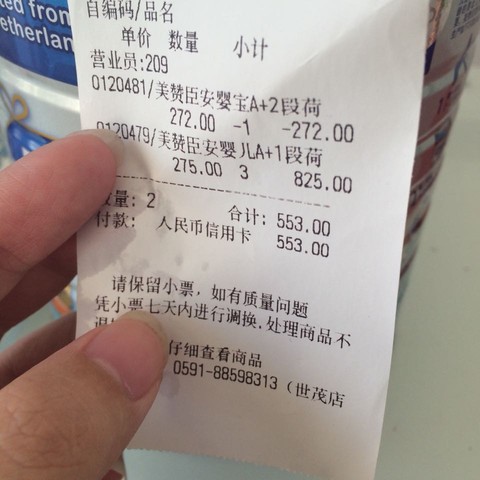 ted from
etherlan
自编码/品名
单价 数量 小计
营业员:209
0120481/美赞臣安婴宝A+2段荷
272.00 -1 -272.00
0120479/美赞臣安婴儿A+1段荷
275.00 3 825.00
数量: 2 合计: 553.00
付款: 人民币信用卡 553.00
请保留小票,如有质量问题
凭小票七天内进行调换.处理商品不
仔细查看商品
0591-88598313(世茂店